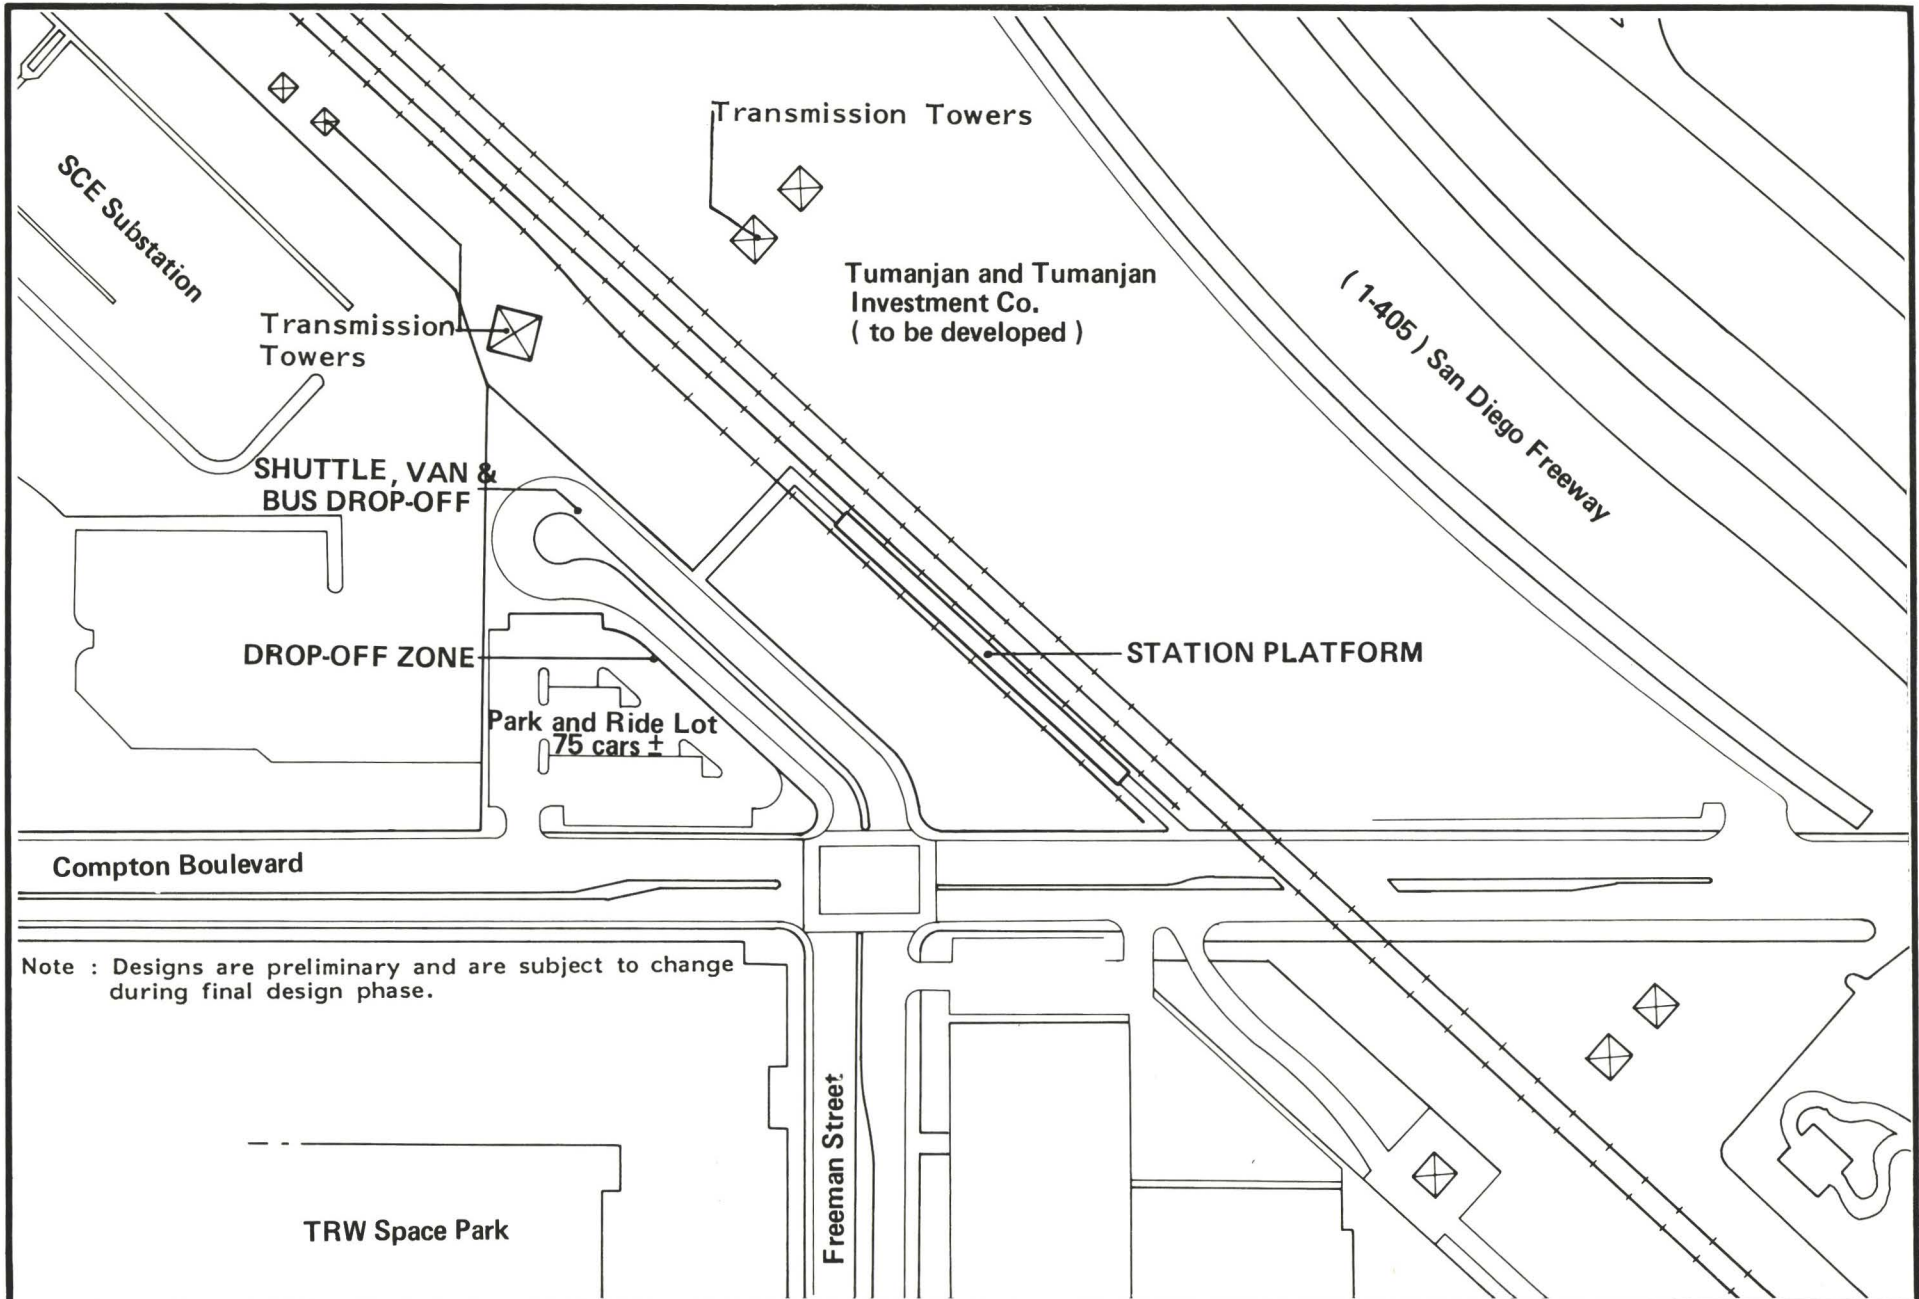 Transmission Towers
SCE Substation
Tumanjan and Tumanjan
Investment Co.
( to be developed )
( 1-405 ) San Diego Freeway
Transmission
Towers
SHUTTLE, VAN &
BUS DROP-OFF
DROP-OFF ZONE
STATION PLATFORM
Park and Ride Lot
75 cars ±
Compton Boulevard
Note : Designs are preliminary and are subject to change
during final design phase.
Freeman Street
TRW Space Park